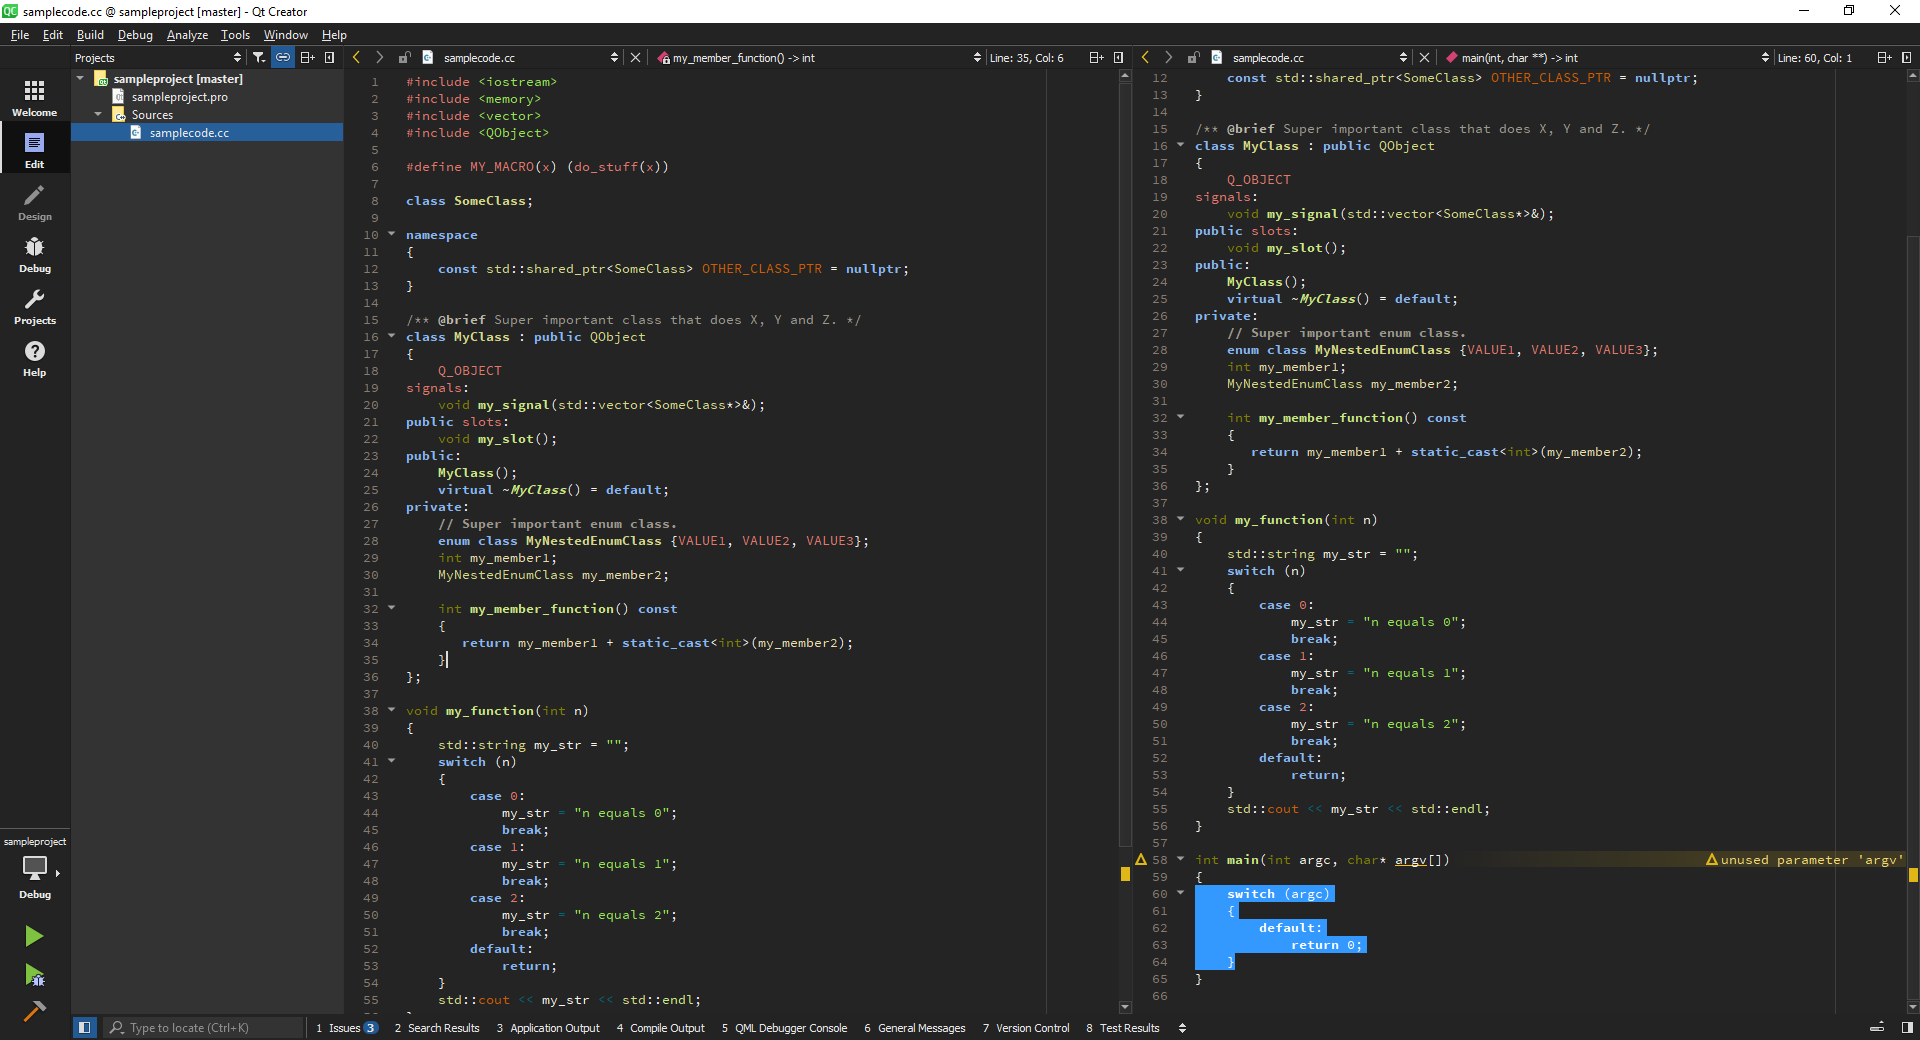 samplecode.cc @ sampleproject [master] - Qt Creator
File Edit Build Debug Analyze Tools Window Help
Projects
sampleproject [master]
sampleproject.pro
Sources
samplecode.cc
Welcome
Edit
Design
Debug
Projects
Help
sampleproject
Debug
samplecode.cc my_member_function() -> int Line: 35, Col: 6
1 #include <iostream>
2 #include <memory>
3 #include <vector>
4 #include <QObject>
5
6 #define MY_MACRO(x) (do_stuff(x))
7
8 class SomeClass;
9
10 namespace
11 {
12 const std::shared_ptr<SomeClass> OTHER_CLASS_PTR = nullptr;
13 }
14
15 /** @brief Super important class that does X, Y and Z. */
16 class MyClass : public QObject
17 {
18 Q_OBJECT
19 signals:
20 void my_signal(std::vector<SomeClass*>&);
21 public slots:
22 void my_slot();
23 public:
24 MyClass();
25 virtual ~MyClass() = default;
26 private:
27 // Super important enum class.
28 enum class MyNestedEnumClass {VALUE1, VALUE2, VALUE3};
29 int my_member1;
30 MyNestedEnumClass my_member2;
31
32 int my_member_function() const
33 {
34 return my_member1 + static_cast<int>(my_member2);
35 }
36 };
37
38 void my_function(int n)
39 {
40 std::string my_str = "";
41 switch (n)
42 {
43 case 0:
44 my_str = "n equals 0";
45 break;
46 case 1:
47 my_str = "n equals 1";
48 break;
49 case 2:
50 my_str = "n equals 2";
51 break;
52 default:
53 return;
54 }
55 std::cout << my_str << std::endl;
samplecode.cc main(int, char **) -> int Line: 60, Col: 1
12 const std::shared_ptr<SomeClass> OTHER_CLASS_PTR = nullptr;
13 }
14
15 /** @brief Super important class that does X, Y and Z. */
16 class MyClass : public QObject
17 {
18 Q_OBJECT
19 signals:
20 void my_signal(std::vector<SomeClass*>&);
21 public slots:
22 void my_slot();
23 public:
24 MyClass();
25 virtual ~MyClass() = default;
26 private:
27 // Super important enum class.
28 enum class MyNestedEnumClass {VALUE1, VALUE2, VALUE3};
29 int my_member1;
30 MyNestedEnumClass my_member2;
31
32 int my_member_function() const
33 {
34 return my_member1 + static_cast<int>(my_member2);
35 }
36 };
37
38 void my_function(int n)
39 {
40 std::string my_str = "";
41 switch (n)
42 {
43 case 0:
44 my_str = "n equals 0";
45 break;
46 case 1:
47 my_str = "n equals 1";
48 break;
49 case 2:
50 my_str = "n equals 2";
51 break;
52 default:
53 return;
54 }
55 std::cout << my_str << std::endl;
56 }
57
58 int main(int argc, char* argv[]) unused parameter 'argv'
59 {
60 switch (argc)
61 {
62 default:
63 return 0;
64 }
65 }
66
Type to locate (Ctrl+K) 1 Issues 3 2 Search Results 3 Application Output 4 Compile Output 5 QML Debugger Console 6 General Messages 7 Version Control 8 Test Results